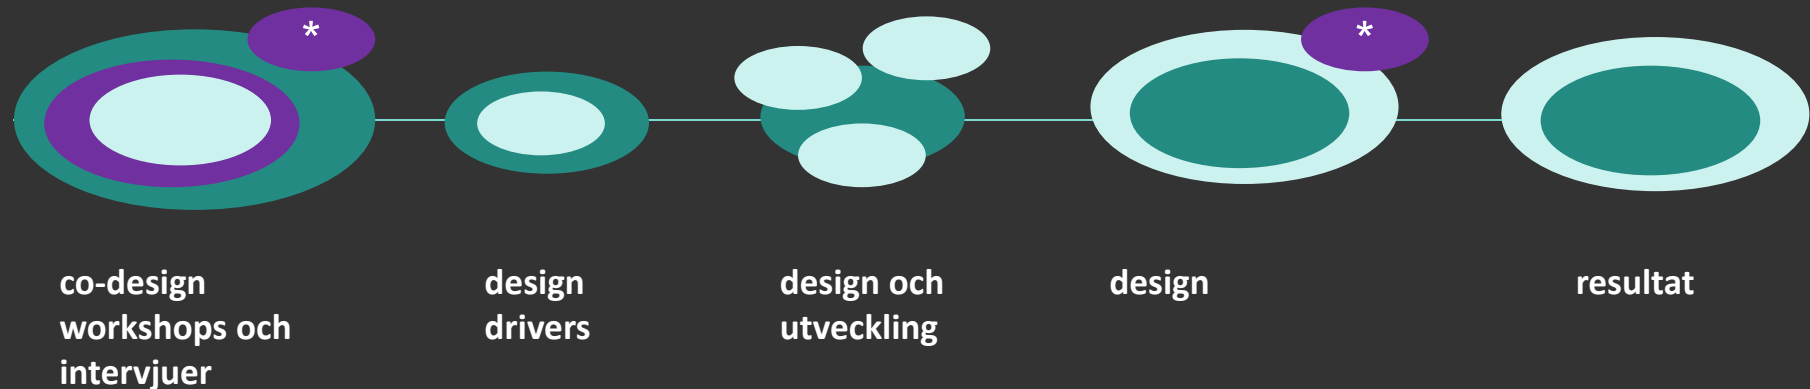 *
*
co-design
workshops och
intervjuer
design
drivers
design och
utveckling
design
resultat